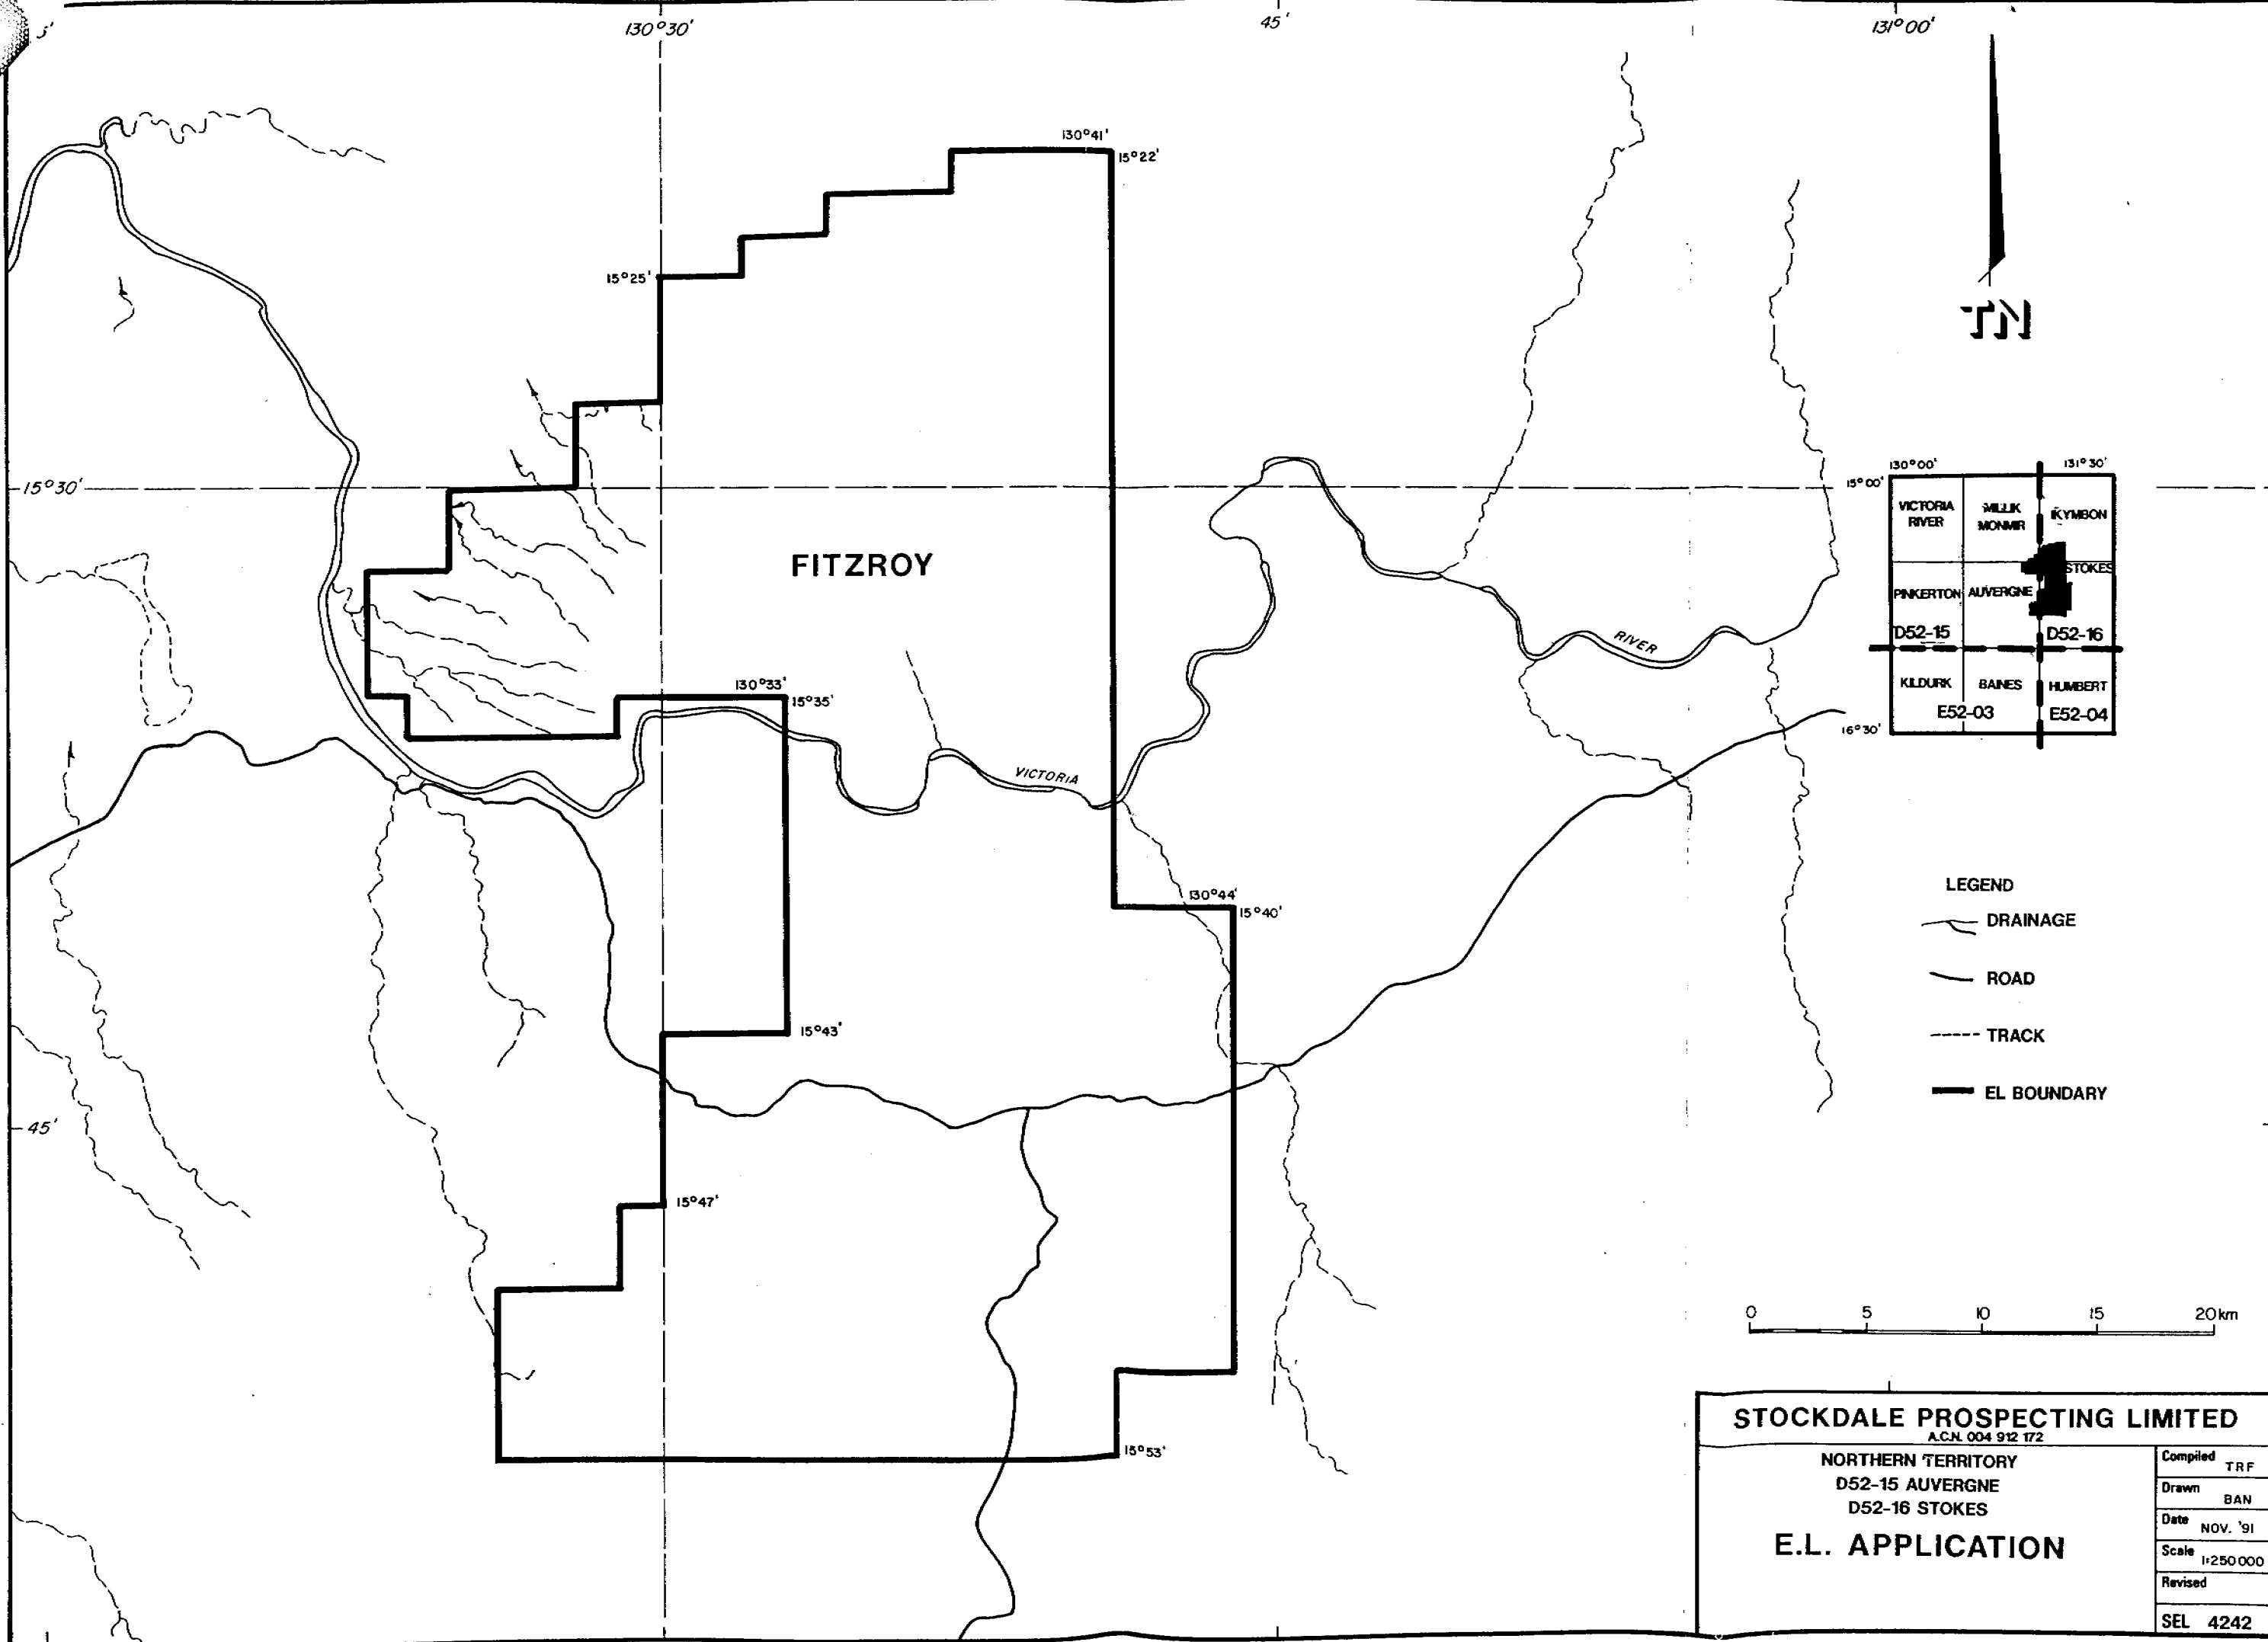 5'
130°30'
45'
131°00'
130°41'
15°22'
15°25'
TN
15°30'
FITZROY
130°00'
131°30'
15°00'
VICTORIA RIVER
MILLIK MONMIR
KYMBON
STOKES
PINKERTON
AUVERGNE
D52-15
D52-16
KILDURK
BAINES
HUMBERT
E52-03
E52-04
16°30'
RIVER
130°33'
15°35'
VICTORIA
130°44'
15°40'
LEGEND
DRAINAGE
ROAD
TRACK
EL BOUNDARY
15°43'
45'
15°47'
0 5 10 15 20km
15°53'
STOCKDALE PROSPECTING LIMITED
A.C.N. 004 912 172
NORTHERN TERRITORY
D52-15 AUVERGNE
D52-16 STOKES
E.L. APPLICATION
Compiled TRF
Drawn BAN
Date NOV. '91
Scale 1:250000
Revised
SEL 4242